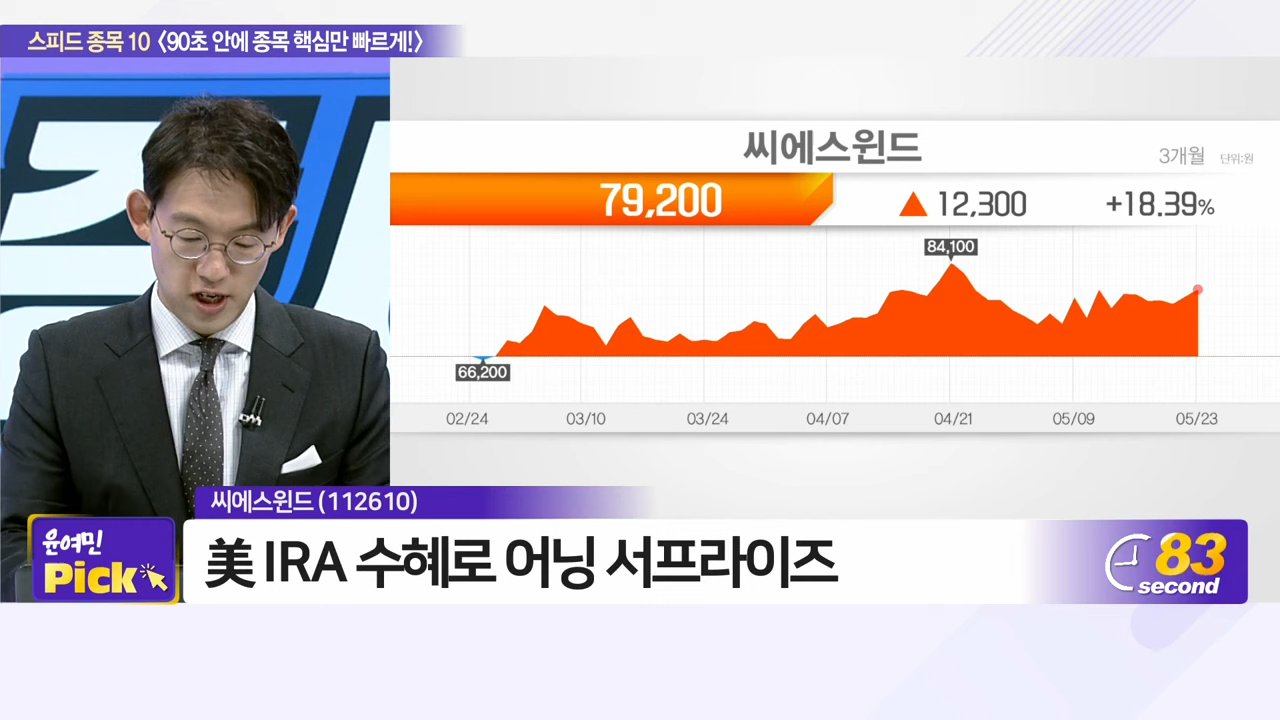 스피드 종목 10 〈90초 안에 종목 핵심만 빠르게!〉
씨에스윈드
3개월 단위:원
79,200 ▲ 12,300 +18.39%
84,100
66,200
02/24 03/10 03/24 04/07 04/21 05/09 05/23
씨에스윈드 (112610)
윤여민
Pick
美 IRA 수혜로 어닝 서프라이즈
83
second